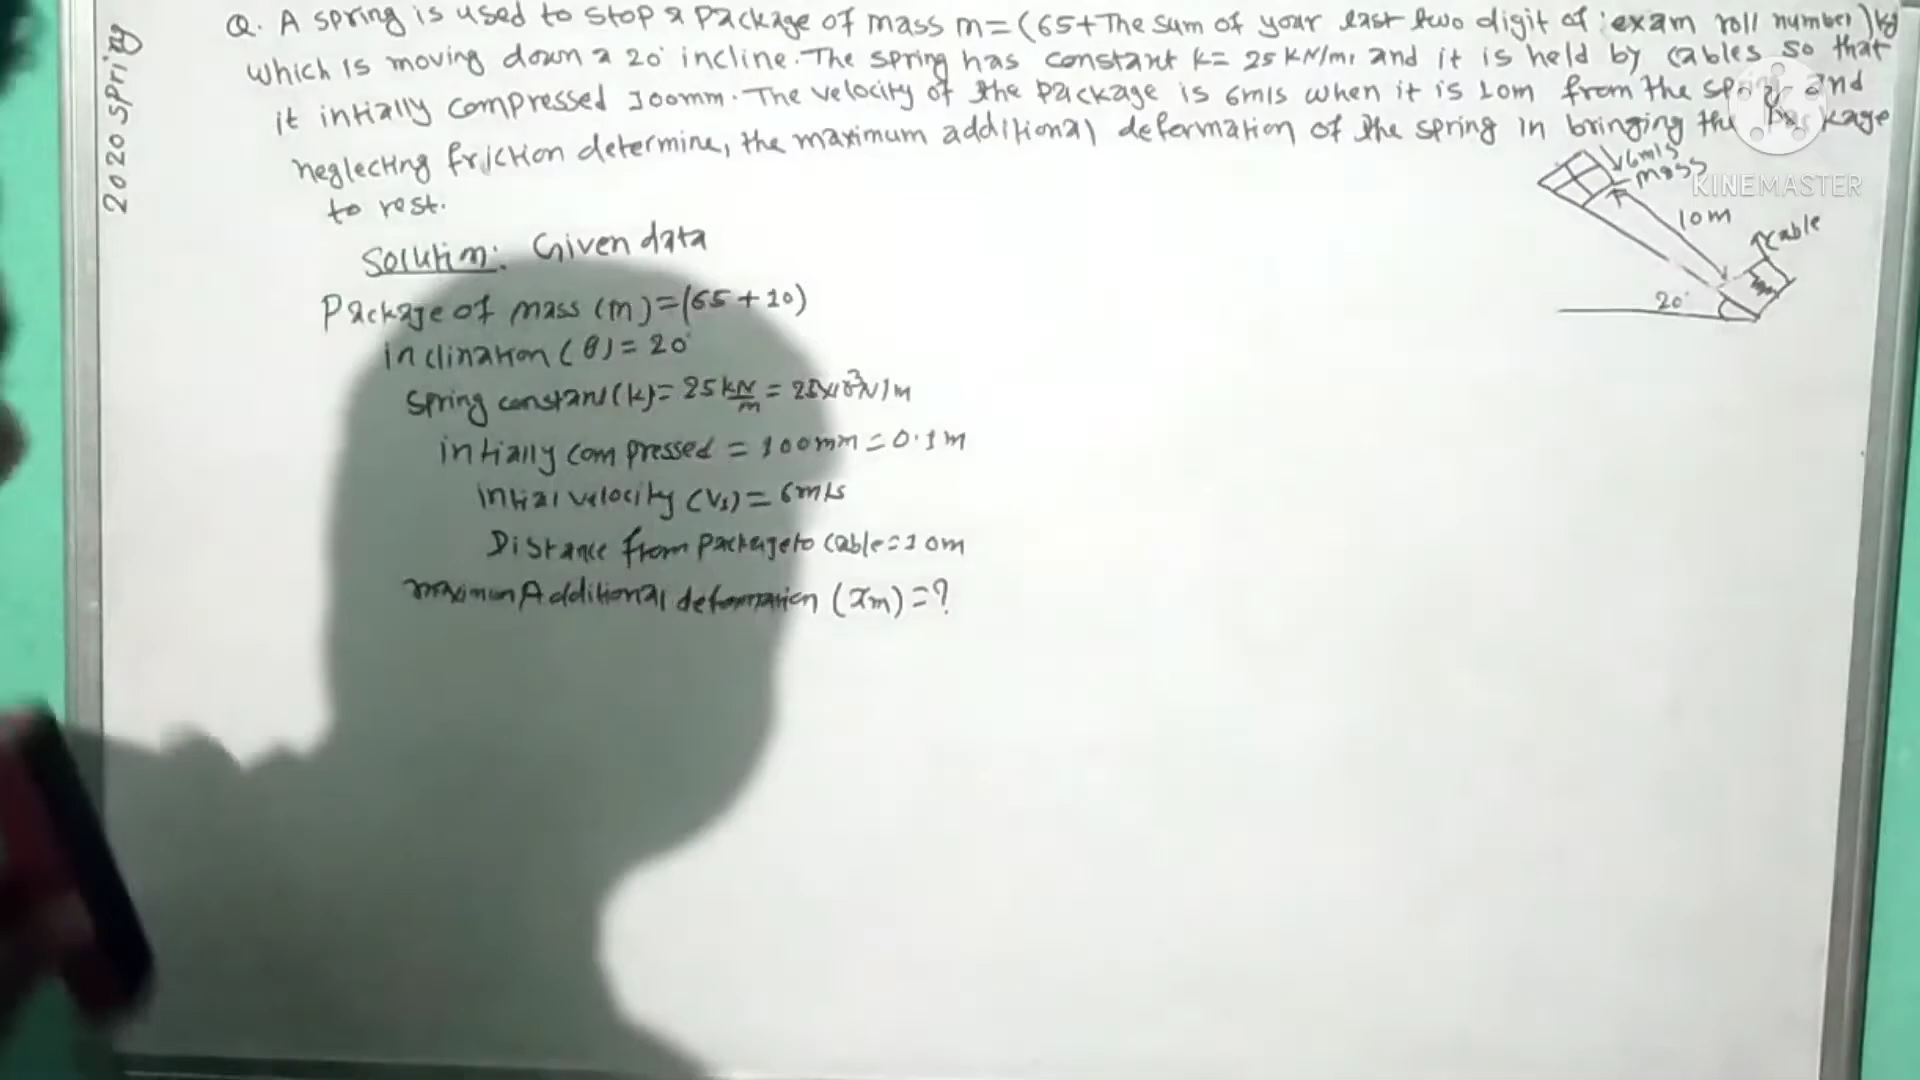 2020 spring
Q. A spring is used to stop a package of mass m=(65+The sum of your last two digit of exam roll number)kg
which is moving down a 20° incline. The spring has constant k= 25 kN/m, and it is held by cables so that
it intially compressed 100mm. The velocity of the package is 6m/s when it is 10m from the spring and
neglecting friction determine, the maximum additional deformation of the spring in bringing the package
to rest.
6m/s
mass
KINEMASTER
10m
cable
20°
Solution: Given data
Package of mass (m)=(65+10)
inclination (θ)= 20°
Spring constant(k)= 25 kN/m = 25×10³N/m
intially compressed = 100mm=0.1m
intial velocity (V₁)= 6m/s
Distance from package to cable=10m
maximum Additional deformation (xm)=?